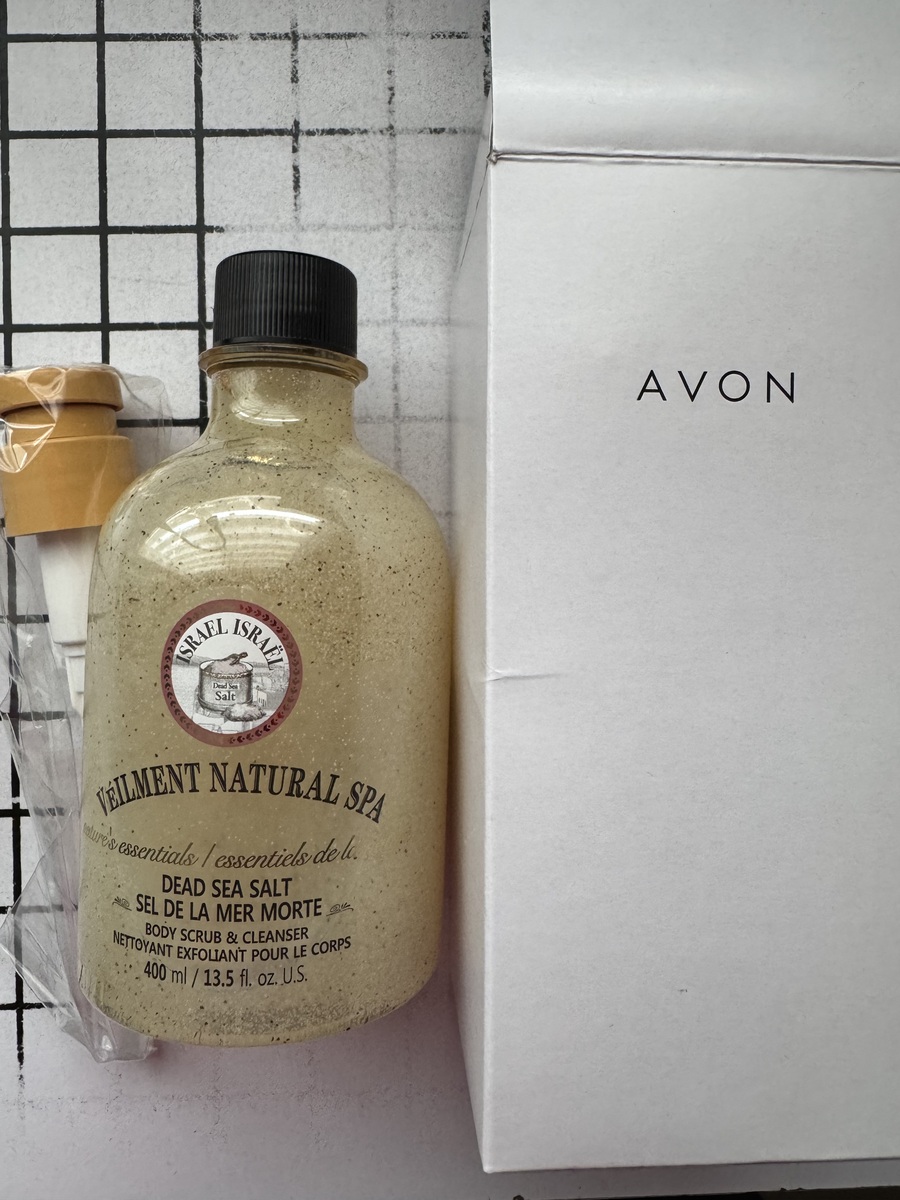 AVON
ISRAEL ISRAËL
Dead Sea
Salt
VÉILMENT NATURAL SPA
nature's essentials / essentiels de la
DEAD SEA SALT
SEL DE LA MER MORTE
BODY SCRUB & CLEANSER
NETTOYANT EXFOLIANT POUR LE CORPS
400 ml / 13.5 fl. oz. U.S.